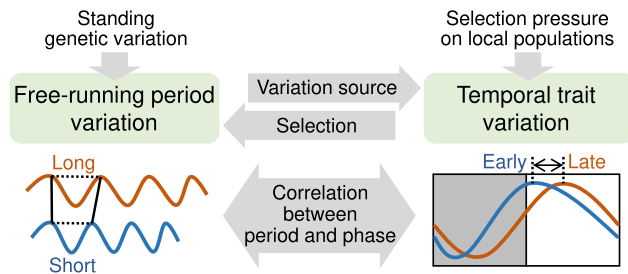 Standing
genetic variation
Selection pressure
on local populations
Free-running period
variation
Variation source
Selection
Temporal trait
variation
Long
Short
Correlation
between
period and phase
Early
Late